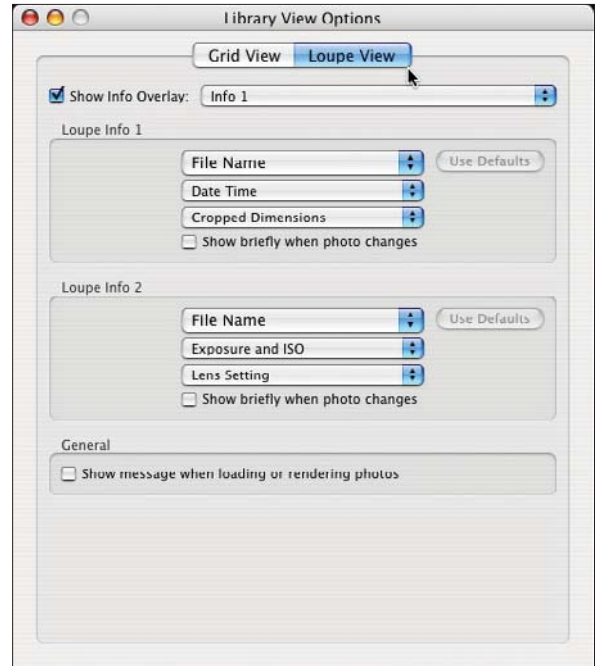 Library View Options
Grid View Loupe View
Show Info Overlay: Info 1
Loupe Info 1
File Name Use Defaults
Date Time
Cropped Dimensions
Show briefly when photo changes
Loupe Info 2
File Name Use Defaults
Exposure and ISO
Lens Setting
Show briefly when photo changes
General
Show message when loading or rendering photos